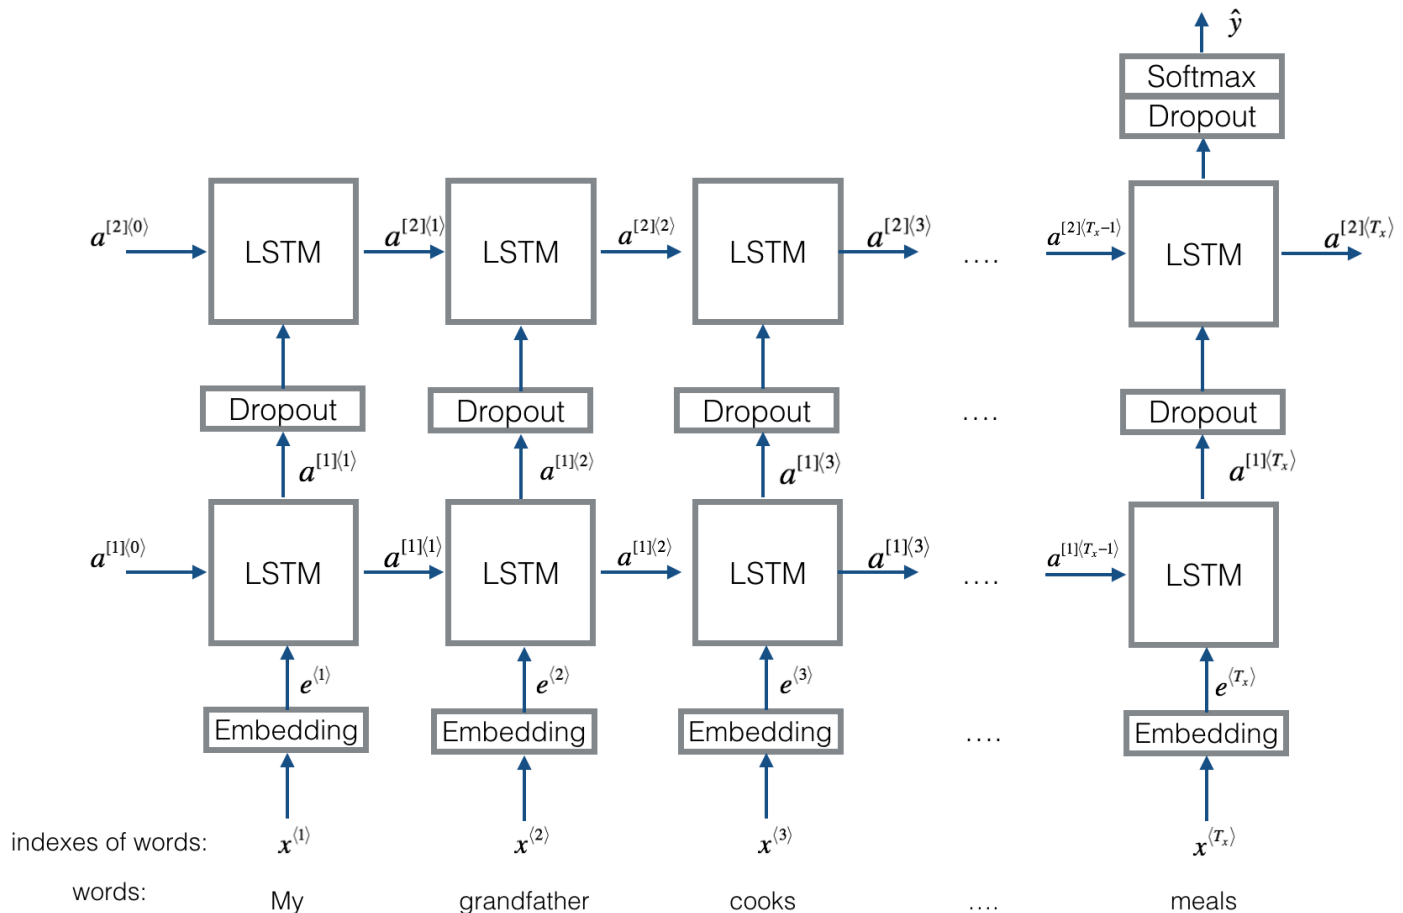 ŷ
Softmax
Dropout
a^{[2]⟨0⟩} LSTM a^{[2]⟨1⟩} LSTM a^{[2]⟨2⟩} LSTM a^{[2]⟨3⟩} .... a^{[2]⟨T_x−1⟩} LSTM a^{[2]⟨T_x⟩}
Dropout Dropout Dropout .... Dropout
a^{[1]⟨1⟩} a^{[1]⟨2⟩} a^{[1]⟨3⟩} a^{[1]⟨T_x⟩}
a^{[1]⟨0⟩} LSTM a^{[1]⟨1⟩} LSTM a^{[1]⟨2⟩} LSTM a^{[1]⟨3⟩} .... a^{[1]⟨T_x−1⟩} LSTM
e^{⟨1⟩} e^{⟨2⟩} e^{⟨3⟩} e^{⟨T_x⟩}
Embedding Embedding Embedding .... Embedding
indexes of words: x^{⟨1⟩} x^{⟨2⟩} x^{⟨3⟩} x^{⟨T_x⟩}
words: My grandfather cooks .... meals